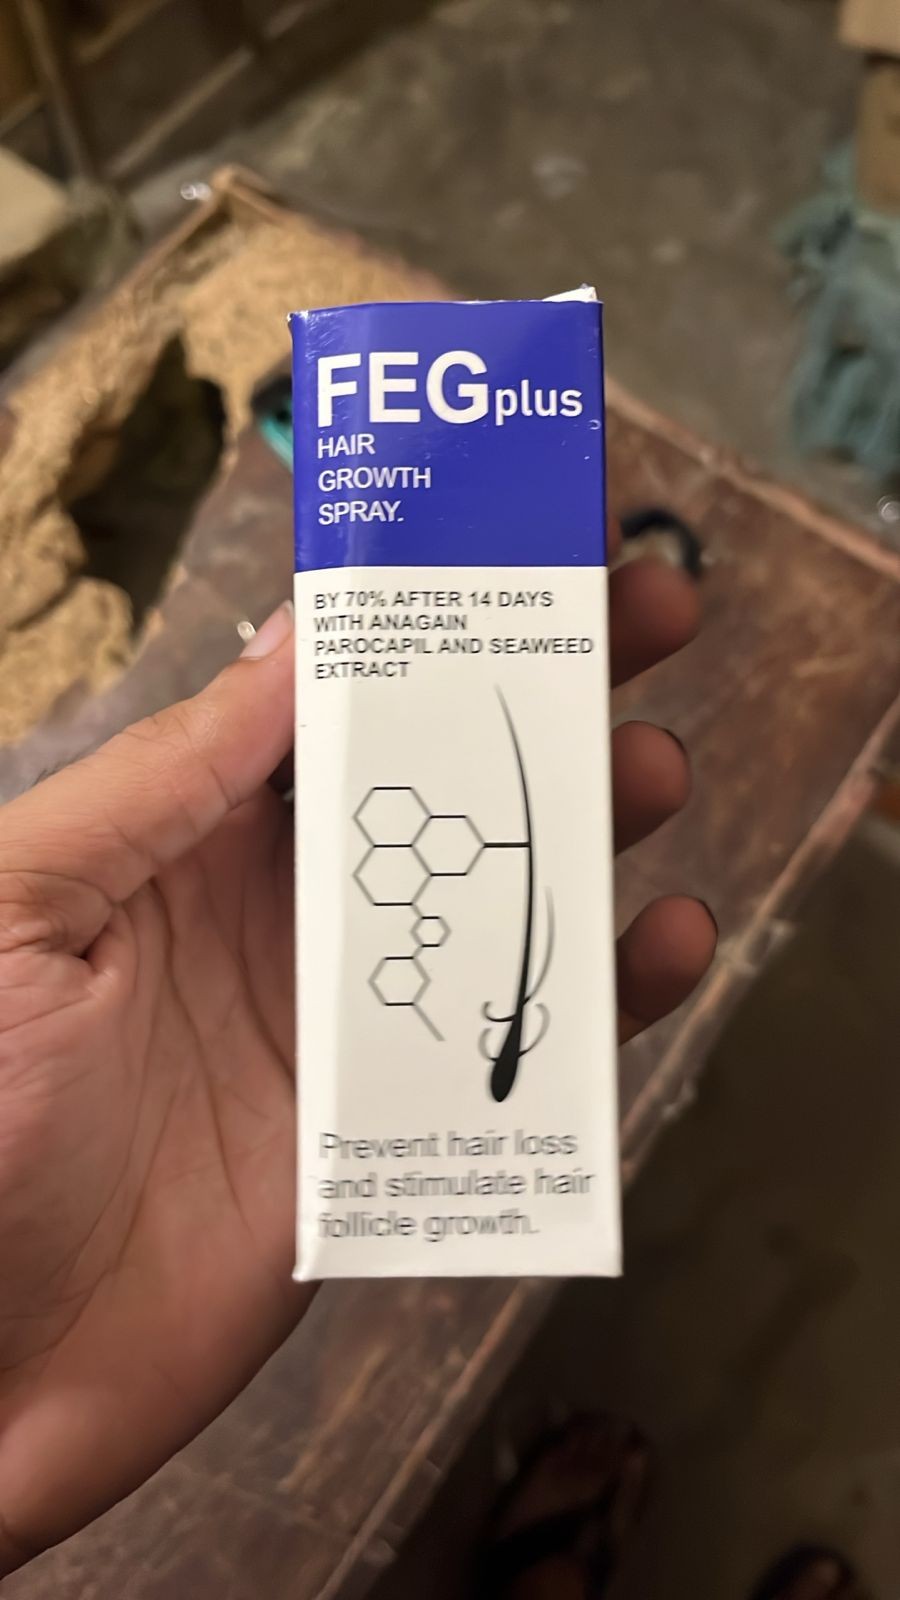 FEGplus
HAIR
GROWTH
SPRAY.
BY 70% AFTER 14 DAYS
WITH ANAGAIN
PAROCAPIL AND SEAWEED
EXTRACT
Prevent hair loss
and stimulate hair
follicle growth.